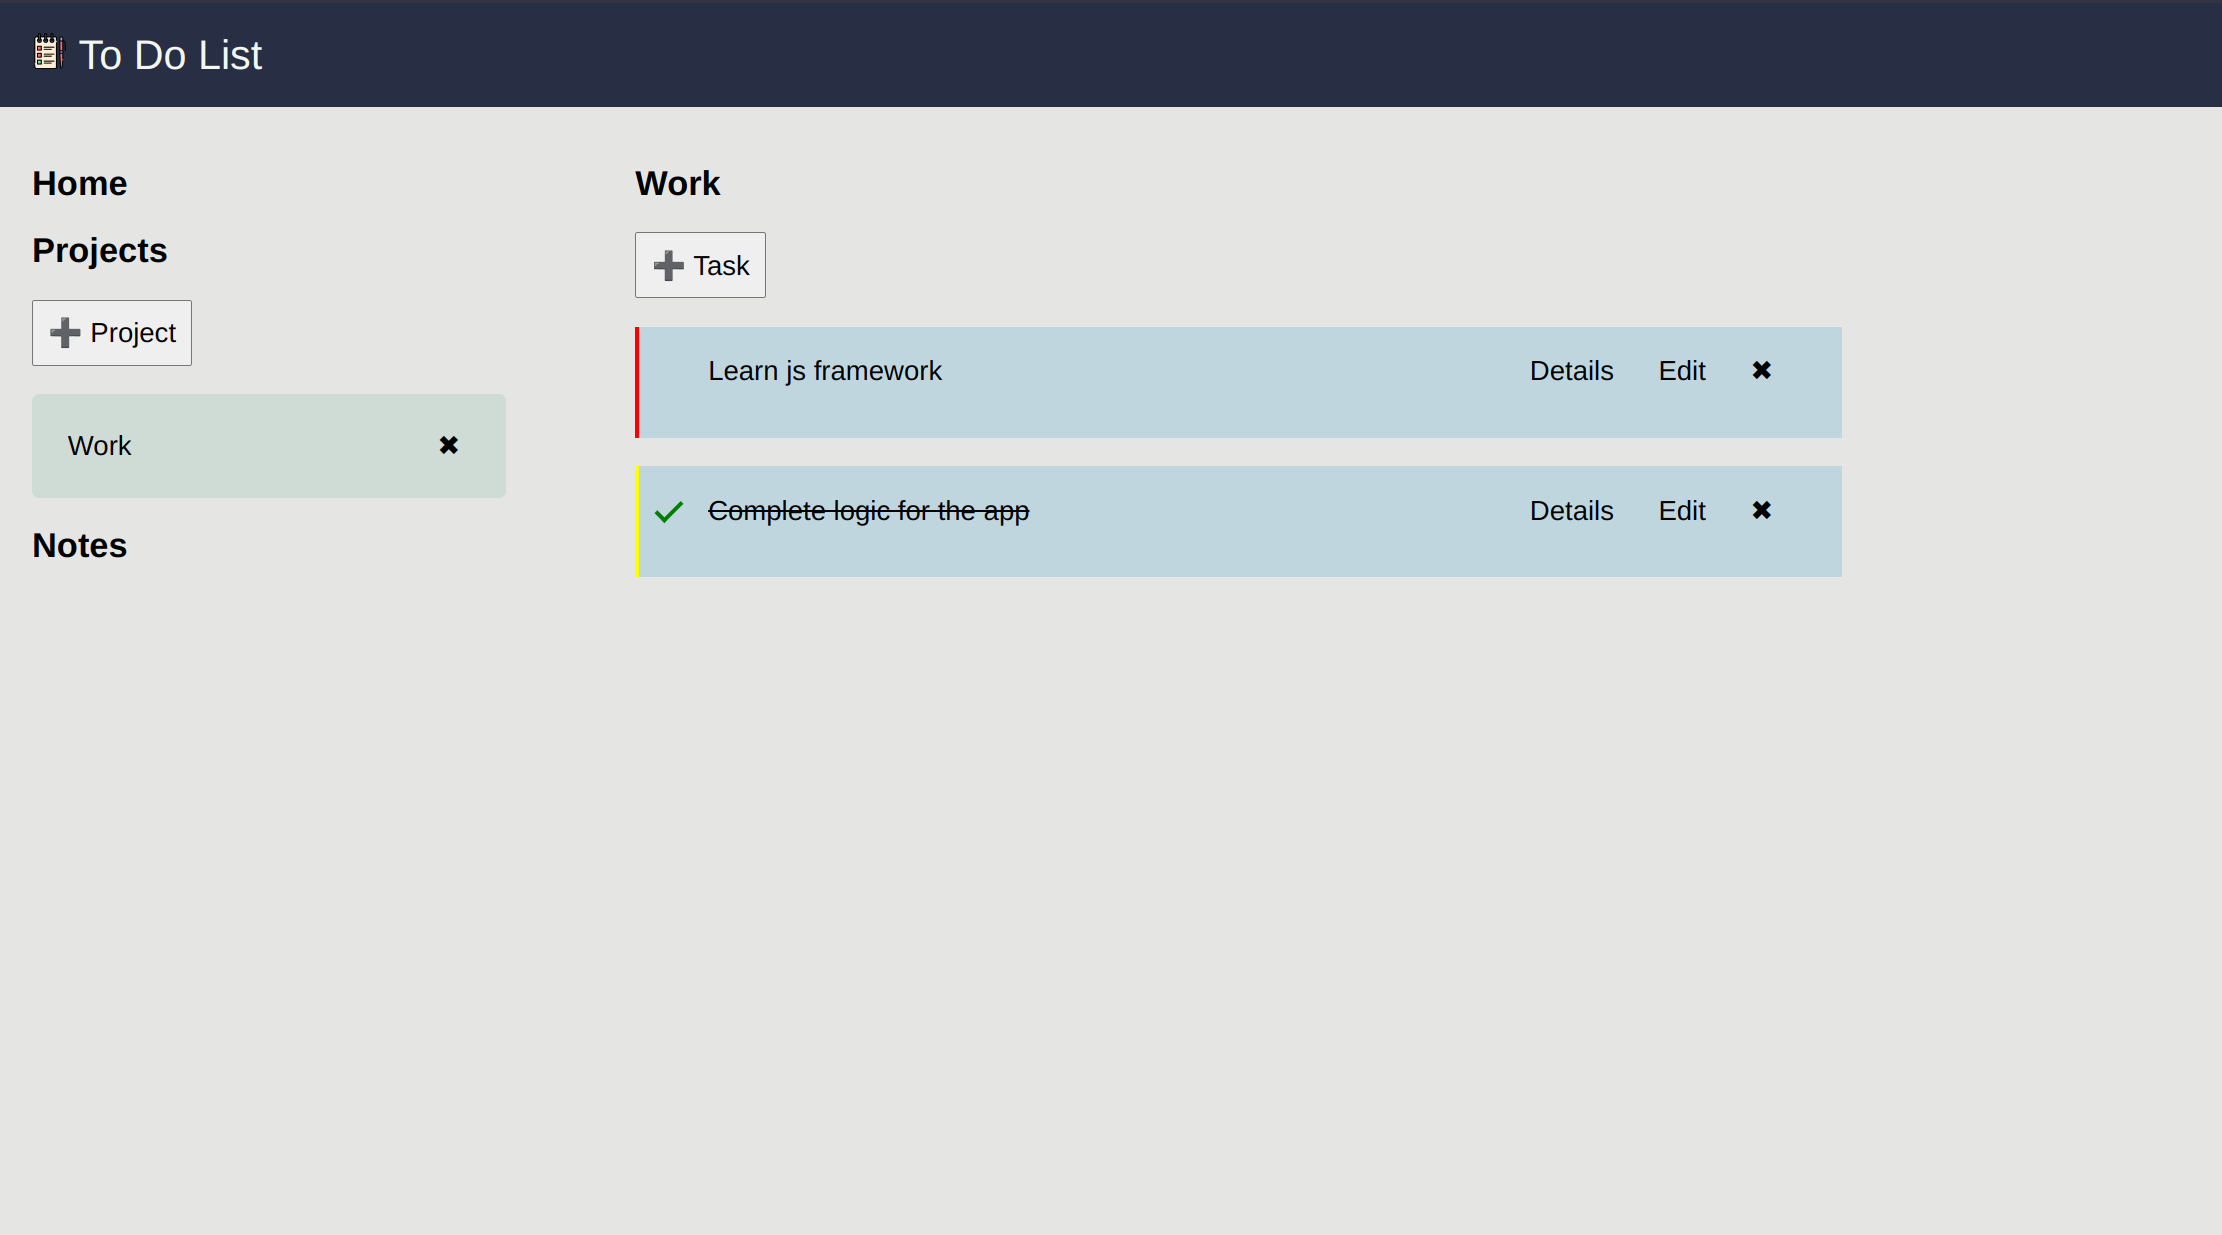 To Do List
Home
Projects
➕ Project
Work ✖
Notes
Work
➕ Task
Learn js framework Details Edit ✖
Complete logic for the app Details Edit ✖